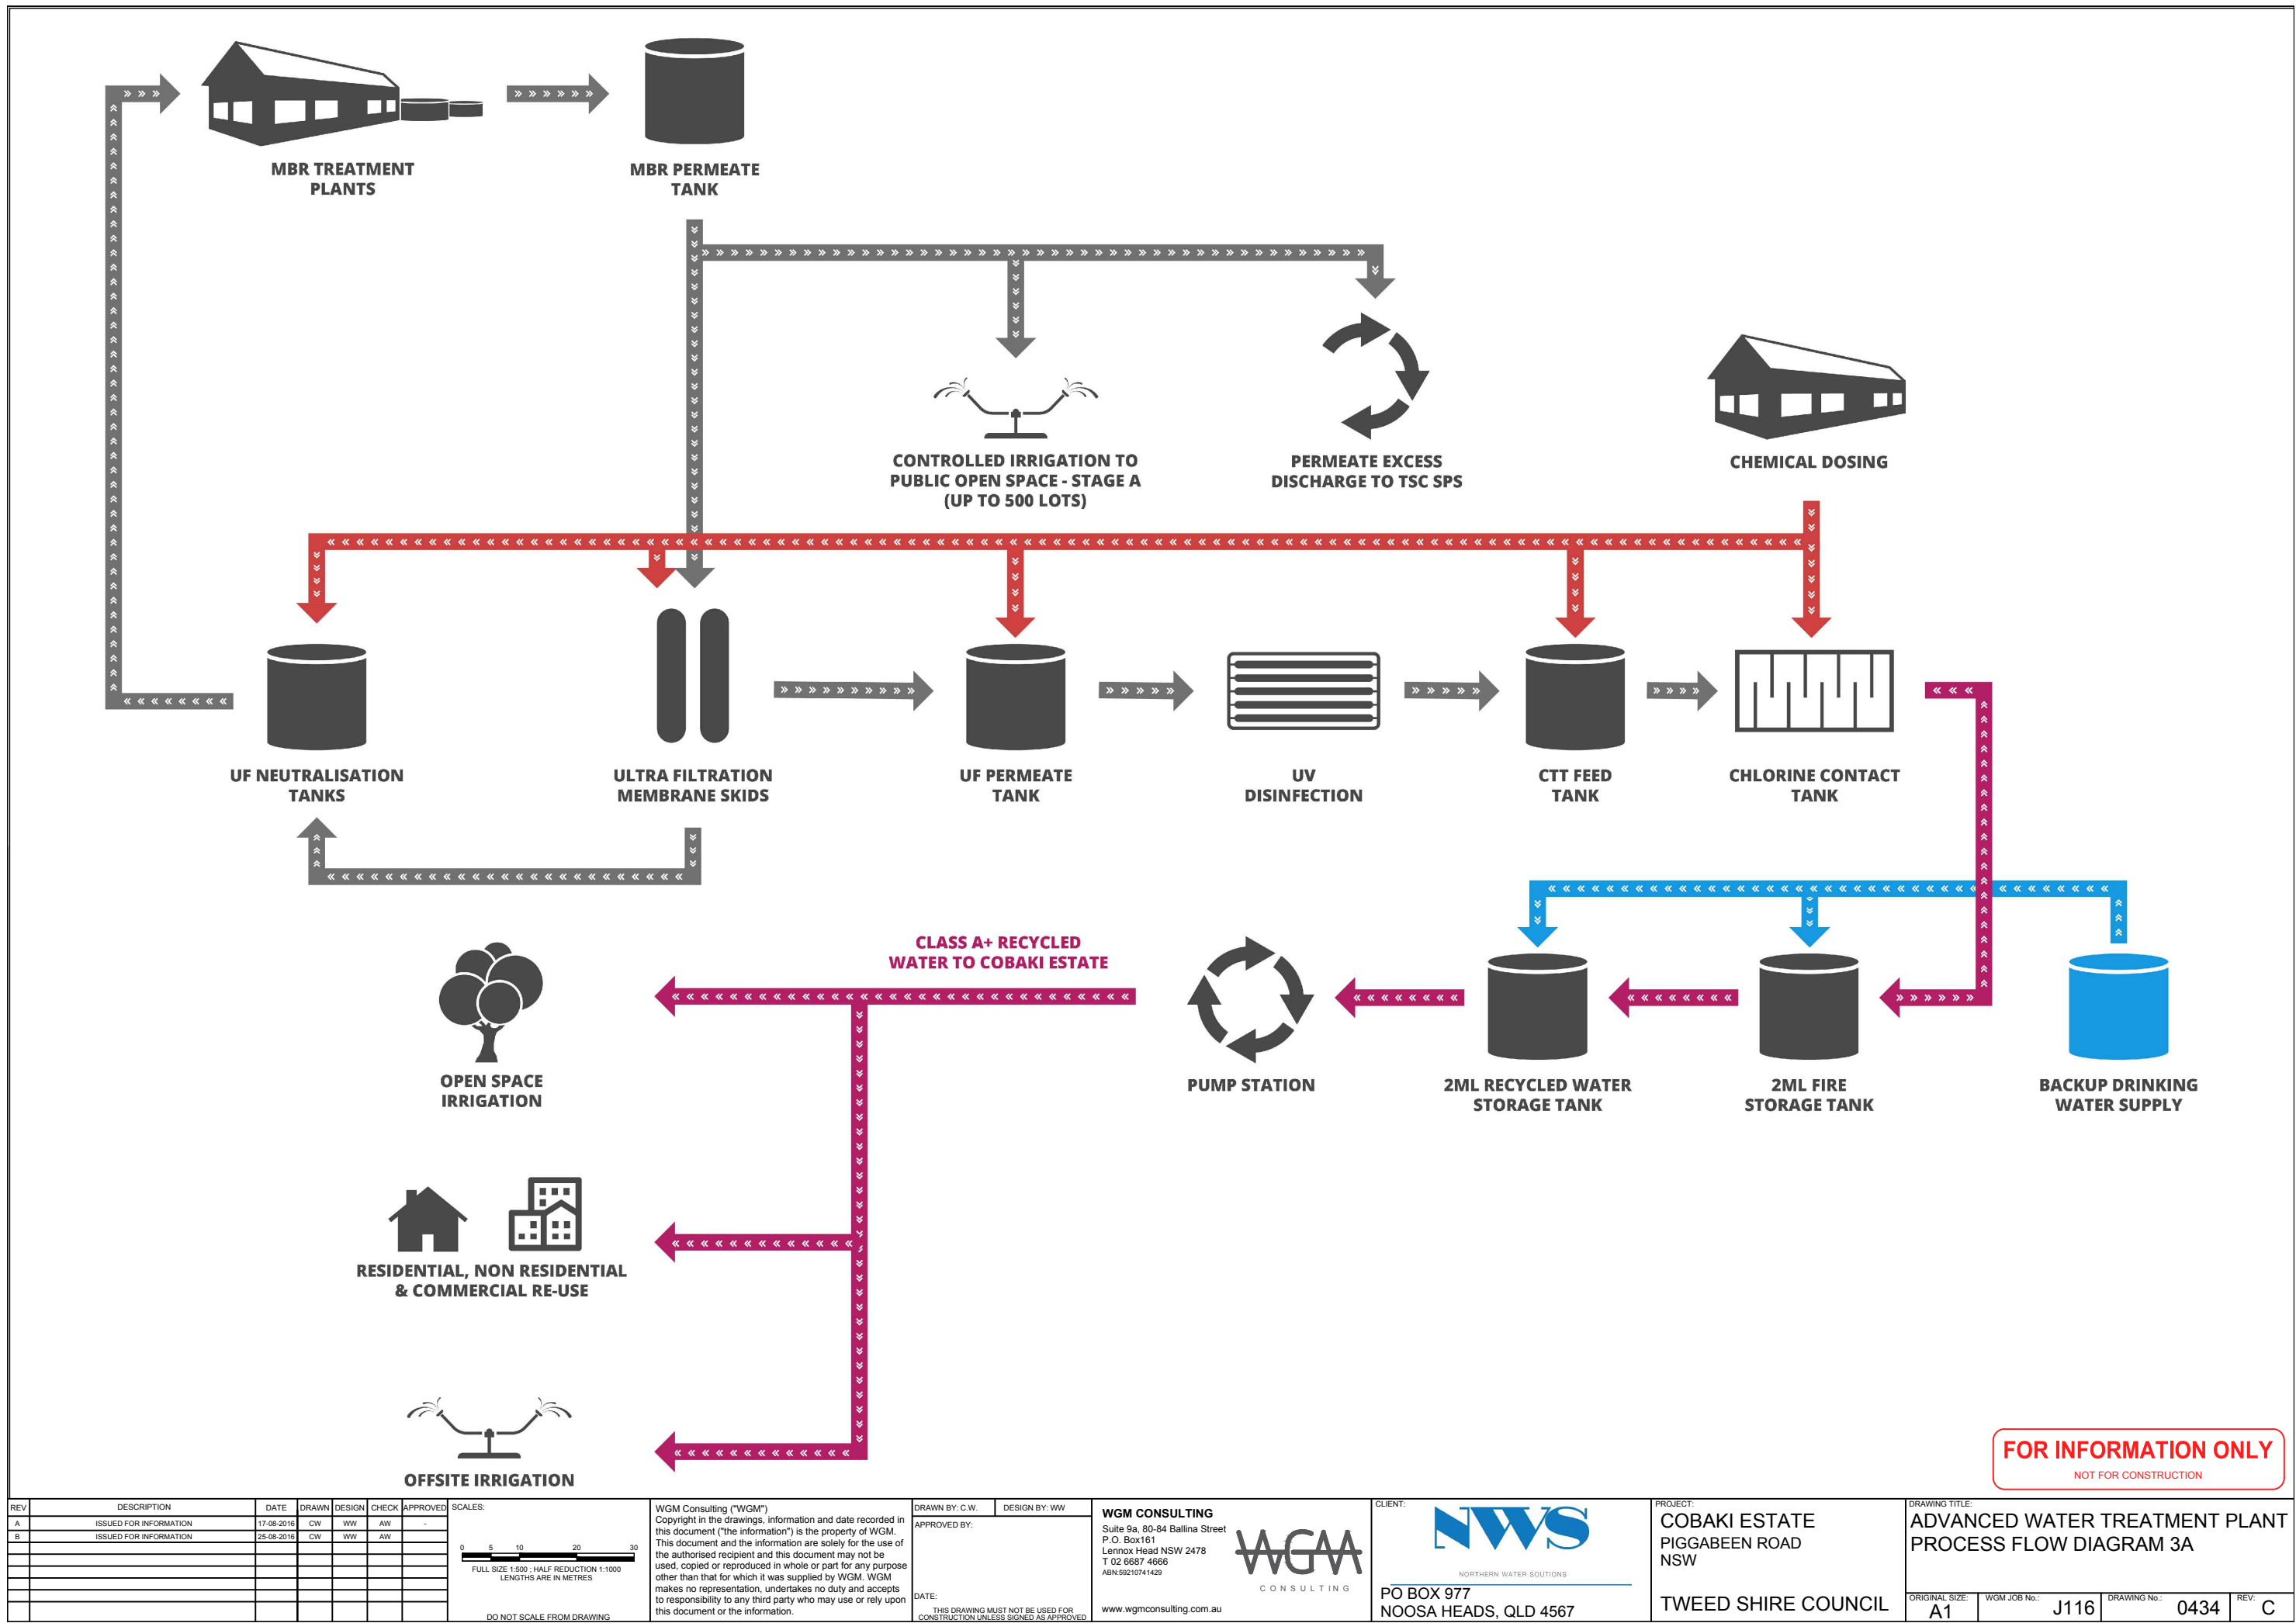 MBR TREATMENT
PLANTS
MBR PERMEATE
TANK
CONTROLLED IRRIGATION TO
PUBLIC OPEN SPACE - STAGE A
(UP TO 500 LOTS)
PERMEATE EXCESS
DISCHARGE TO TSC SPS
CHEMICAL DOSING
UF NEUTRALISATION
TANKS
ULTRA FILTRATION
MEMBRANE SKIDS
UF PERMEATE
TANK
UV
DISINFECTION
CTT FEED
TANK
CHLORINE CONTACT
TANK
CLASS A+ RECYCLED
WATER TO COBAKI ESTATE
OPEN SPACE
IRRIGATION
PUMP STATION
2ML RECYCLED WATER
STORAGE TANK
2ML FIRE
STORAGE TANK
BACKUP DRINKING
WATER SUPPLY
RESIDENTIAL, NON RESIDENTIAL
& COMMERCIAL RE-USE
OFFSITE IRRIGATION
FOR INFORMATION ONLY
NOT FOR CONSTRUCTION
REV DESCRIPTION DATE DRAWN DESIGN CHECK APPROVED
A ISSUED FOR INFORMATION 17-08-2016 CW WW AW -
B ISSUED FOR INFORMATION 25-08-2016 CW WW AW
SCALES:
0 5 10 20 30
FULL SIZE 1:500 ; HALF REDUCTION 1:1000
LENGTHS ARE IN METRES
DO NOT SCALE FROM DRAWING
WGM Consulting ("WGM")
Copyright in the drawings, information and date recorded in
this document ("the information") is the property of WGM.
This document and the information are solely for the use of
the authorised recipient and this document may not be
used, copied or reproduced in whole or part for any purpose
other than that for which it was supplied by WGM. WGM
makes no representation, undertakes no duty and accepts
to responsibility to any third party who may use or rely upon
this document or the information.
DRAWN BY: C.W. DESIGN BY: WW
APPROVED BY:
DATE:
THIS DRAWING MUST NOT BE USED FOR
CONSTRUCTION UNLESS SIGNED AS APPROVED
WGM CONSULTING
Suite 9a, 80-84 Ballina Street
P.O. Box161
Lennox Head NSW 2478
T 02 6687 4666
ABN:59210741429
www.wgmconsulting.com.au
WGM
CONSULTING
CLIENT:
NWS
NORTHERN WATER SOUTIONS
PO BOX 977
NOOSA HEADS, QLD 4567
PROJECT:
COBAKI ESTATE
PIGGABEEN ROAD
NSW
TWEED SHIRE COUNCIL
DRAWING TITLE:
ADVANCED WATER TREATMENT PLANT
PROCESS FLOW DIAGRAM 3A
ORIGINAL SIZE: A1
WGM JOB No.: J116
DRAWING No.: 0434
REV: C